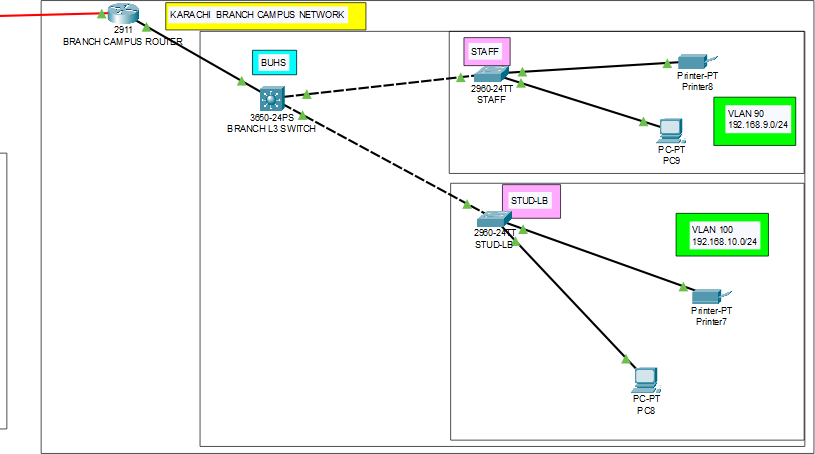 KARACHI BRANCH CAMPUS NETWORK
2911
BRANCH CAMPUS ROUTER
BUHS
3650-24PS
BRANCH L3 SWITCH
STAFF
2960-24TT
STAFF
Printer-PT
Printer8
VLAN 90
192.168.9.0/24
PC-PT
PC9
STUD-LB
2960-24TT
STUD-LB
VLAN 100
192.168.10.0/24
Printer-PT
Printer7
PC-PT
PC8